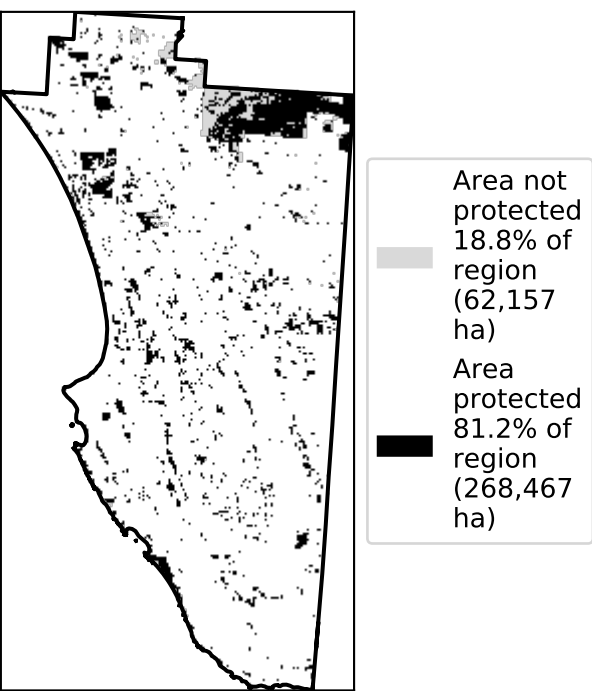 Area not
protected
18.8% of
region
(62,157
ha)
Area
protected
81.2% of
region
(268,467
ha)